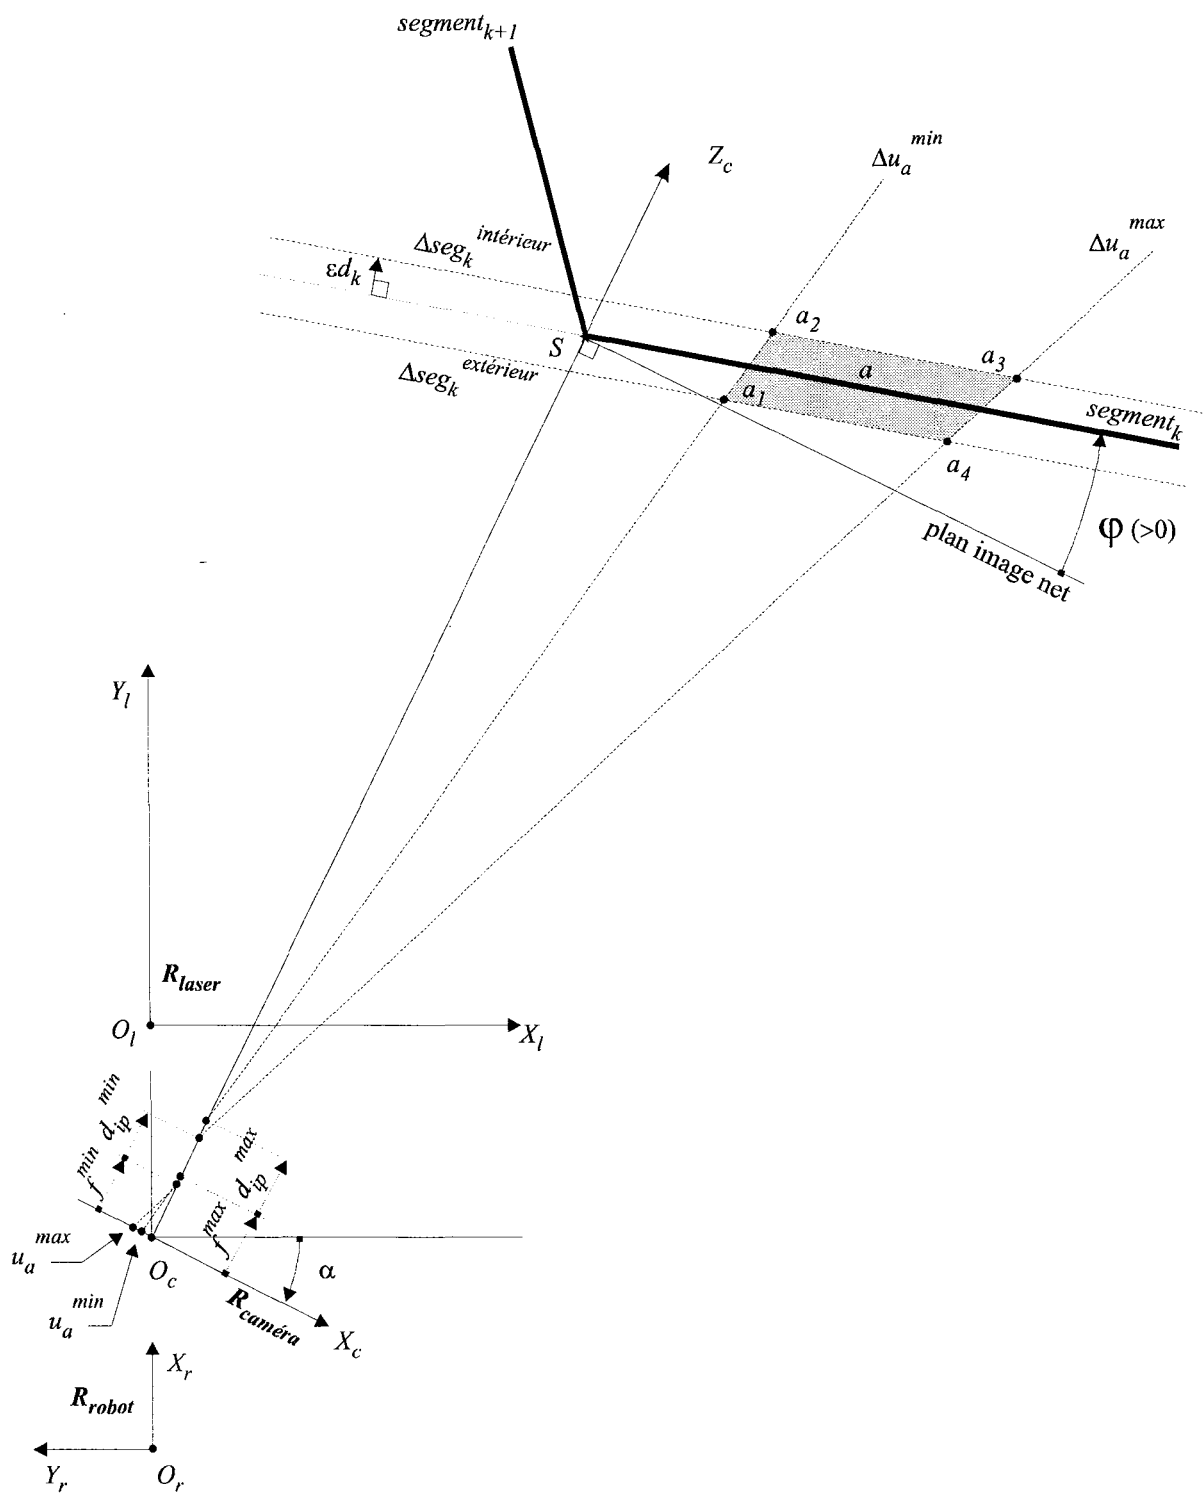 segment_{k+1}
Δu_a^{min}
Z_c
Δu_a^{max}
Δseg_k^{intérieur}
εd_k
a_2
S
a_3
a
Δseg_k^{extérieur}
a_1
segment_k
a_4
φ (>0)
plan image net
Y_l
R_laser
O_l
X_l
f^{min} d_{ip}^{min}
f^{max} d_{ip}^{max}
u_a^{max}
O_c
α
u_a^{min}
R_caméra
X_c
X_r
R_robot
Y_r
O_r